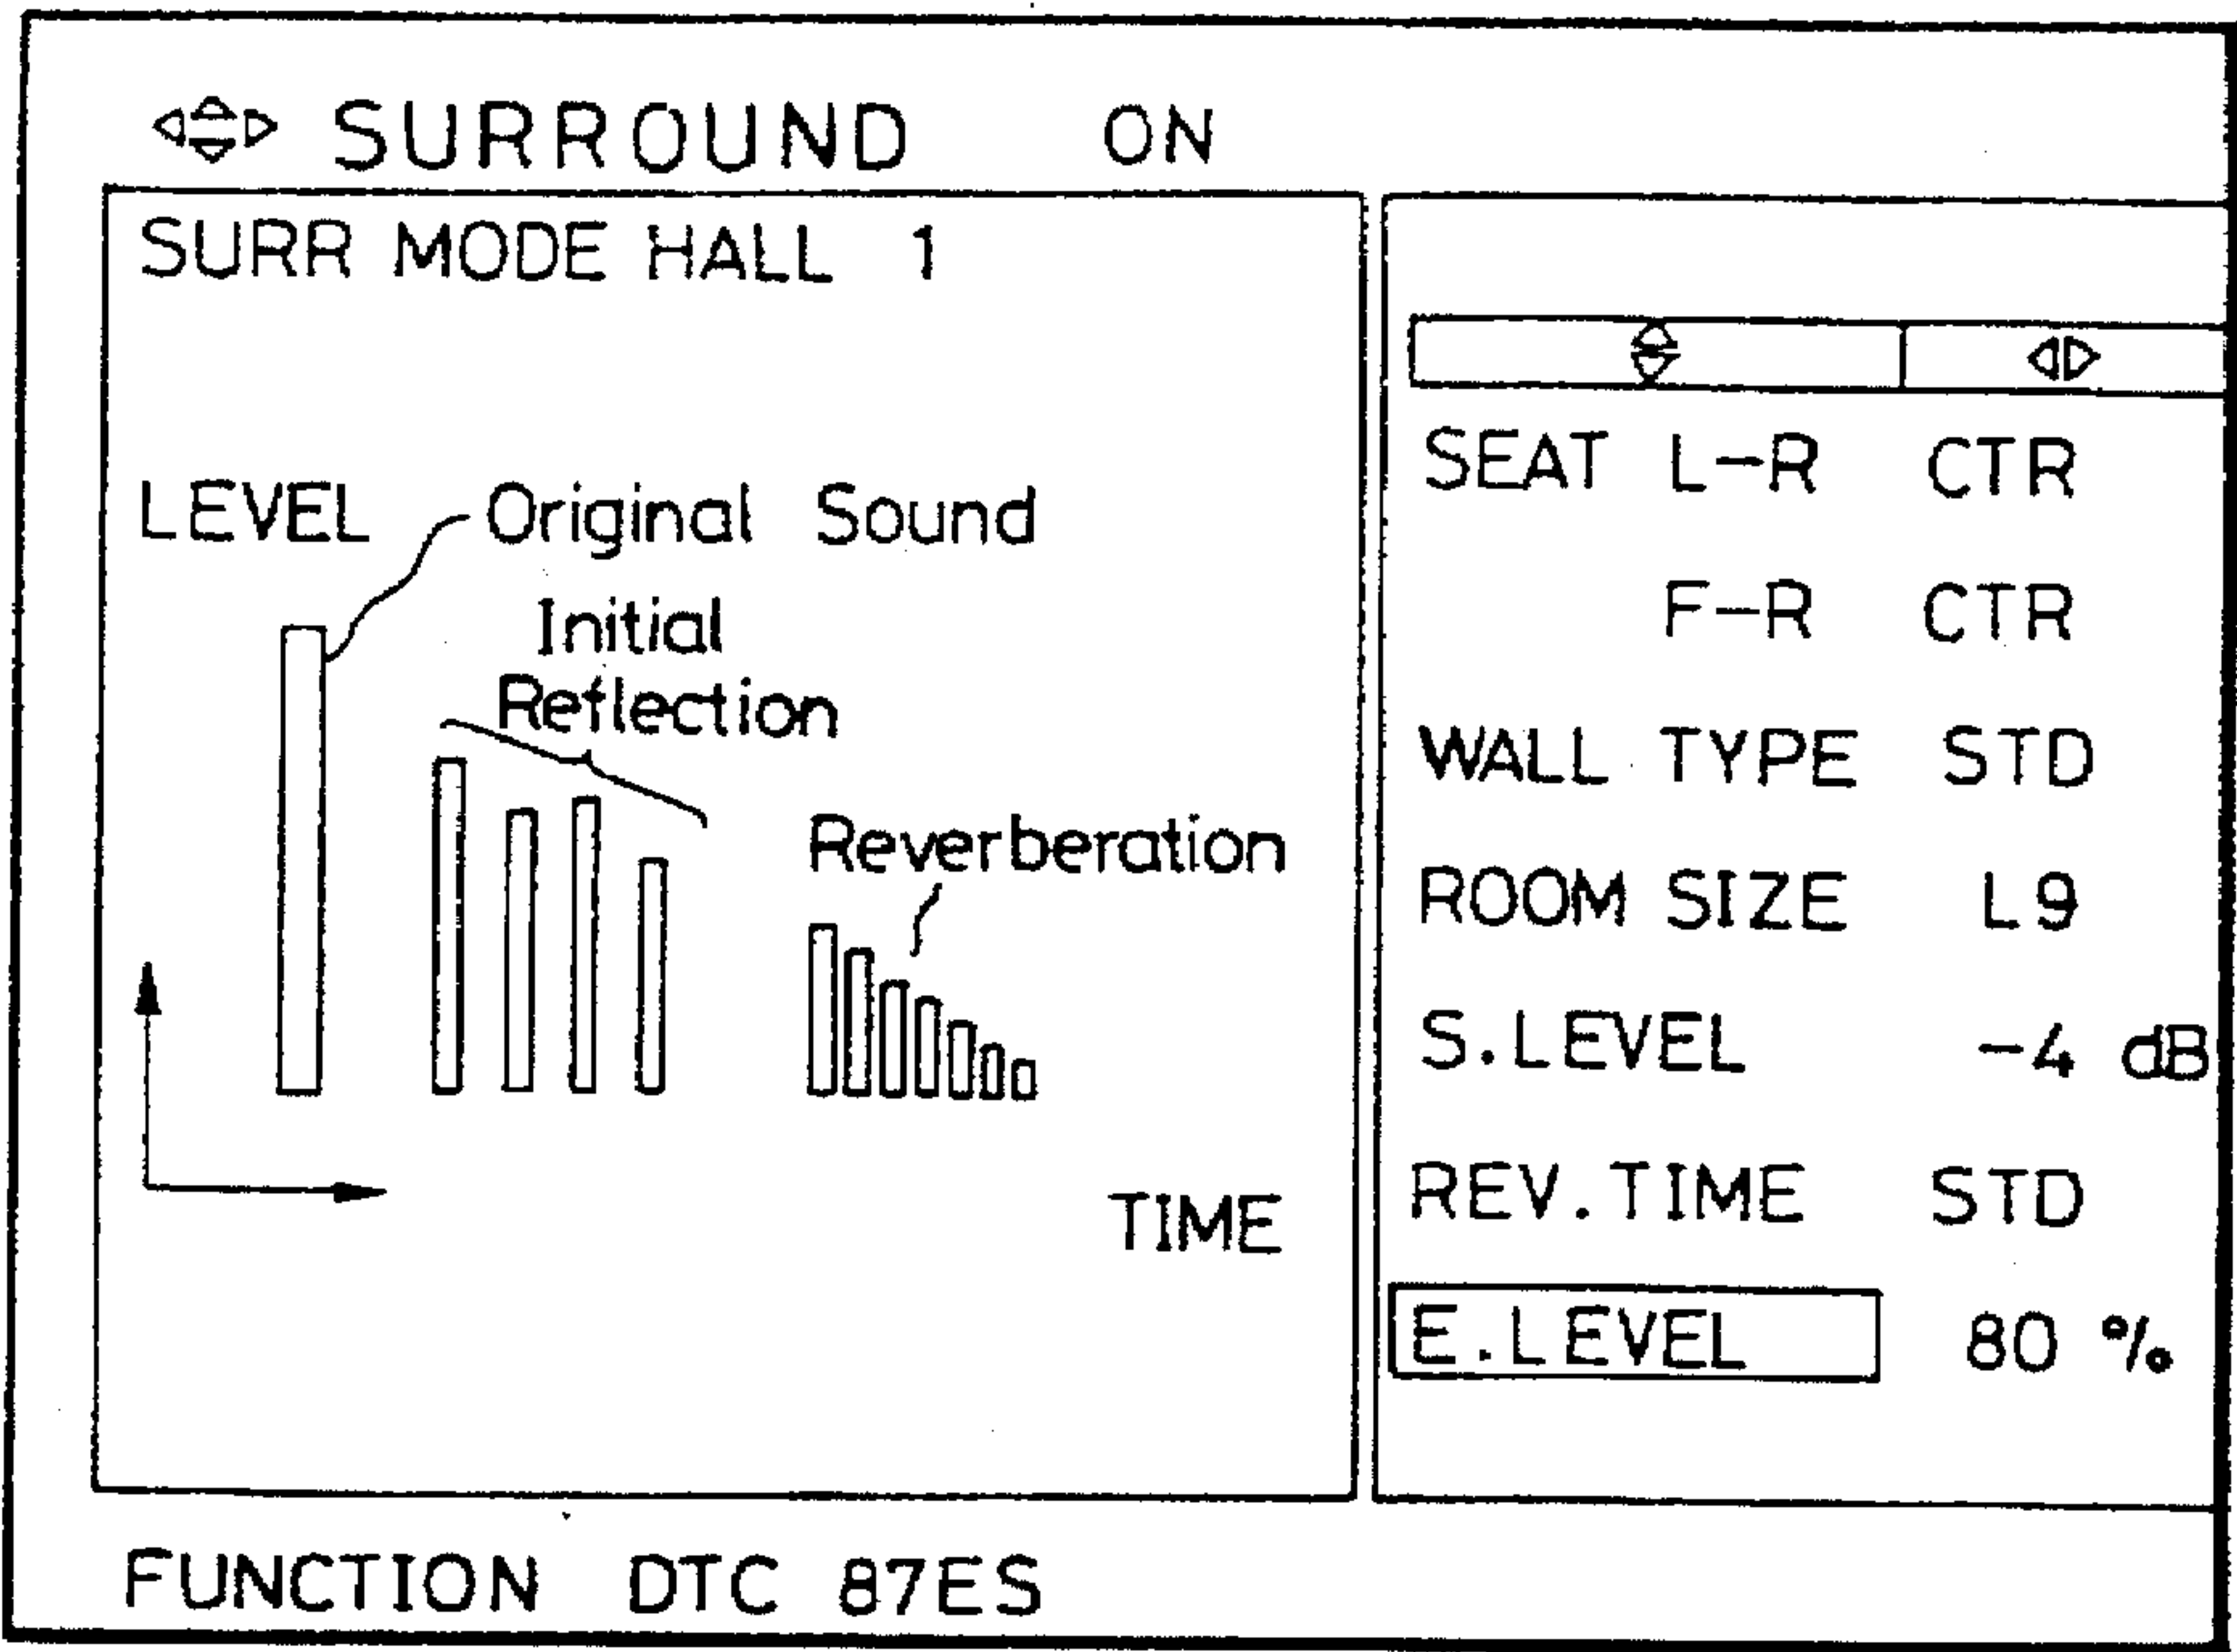 SURROUND ON
SURR MODE HALL 1
LEVEL Original Sound
Initial
Reflection
Reverberation
TIME
SEAT L-R CTR
F-R CTR
WALL TYPE STD
ROOM SIZE L9
S.LEVEL -4 dB
REV.TIME STD
E.LEVEL 80 %
FUNCTION DTC 87ES